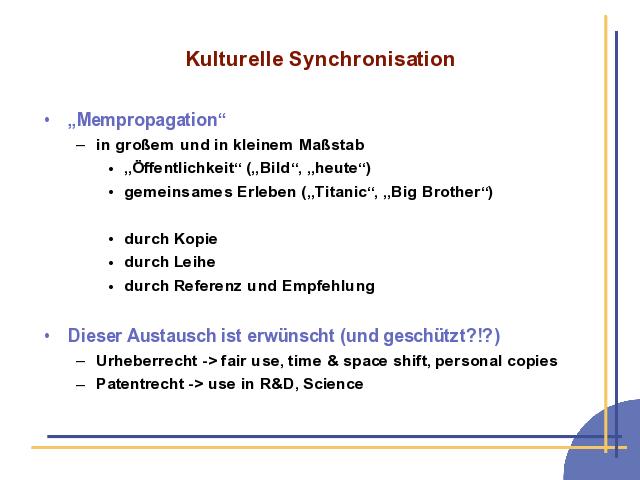 Kulturelle Synchronisation
• „Mempropagation“
– in großem und in kleinem Maßstab
• „Öffentlichkeit“ („Bild“, „heute“)
• gemeinsames Erleben („Titanic“, „Big Brother“)
• durch Kopie
• durch Leihe
• durch Referenz und Empfehlung
• Dieser Austausch ist erwünscht (und geschützt?!?)
– Urheberrecht -> fair use, time & space shift, personal copies
– Patentrecht -> use in R&D, Science